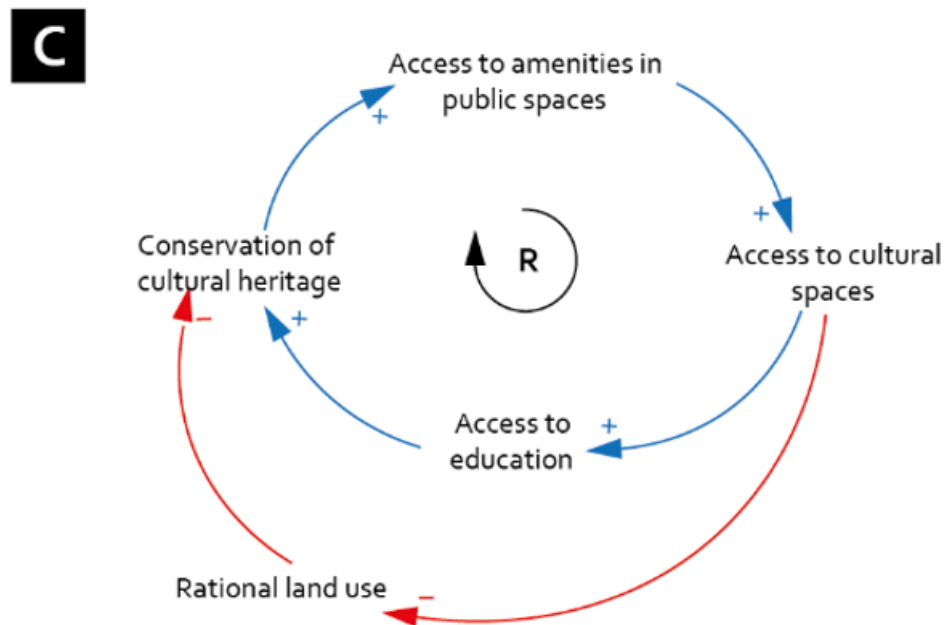 C
Access to amenities in
public spaces
+
+
Conservation of
cultural heritage
R
Access to cultural
spaces
−
+
Access to
education
+
Rational land use
−